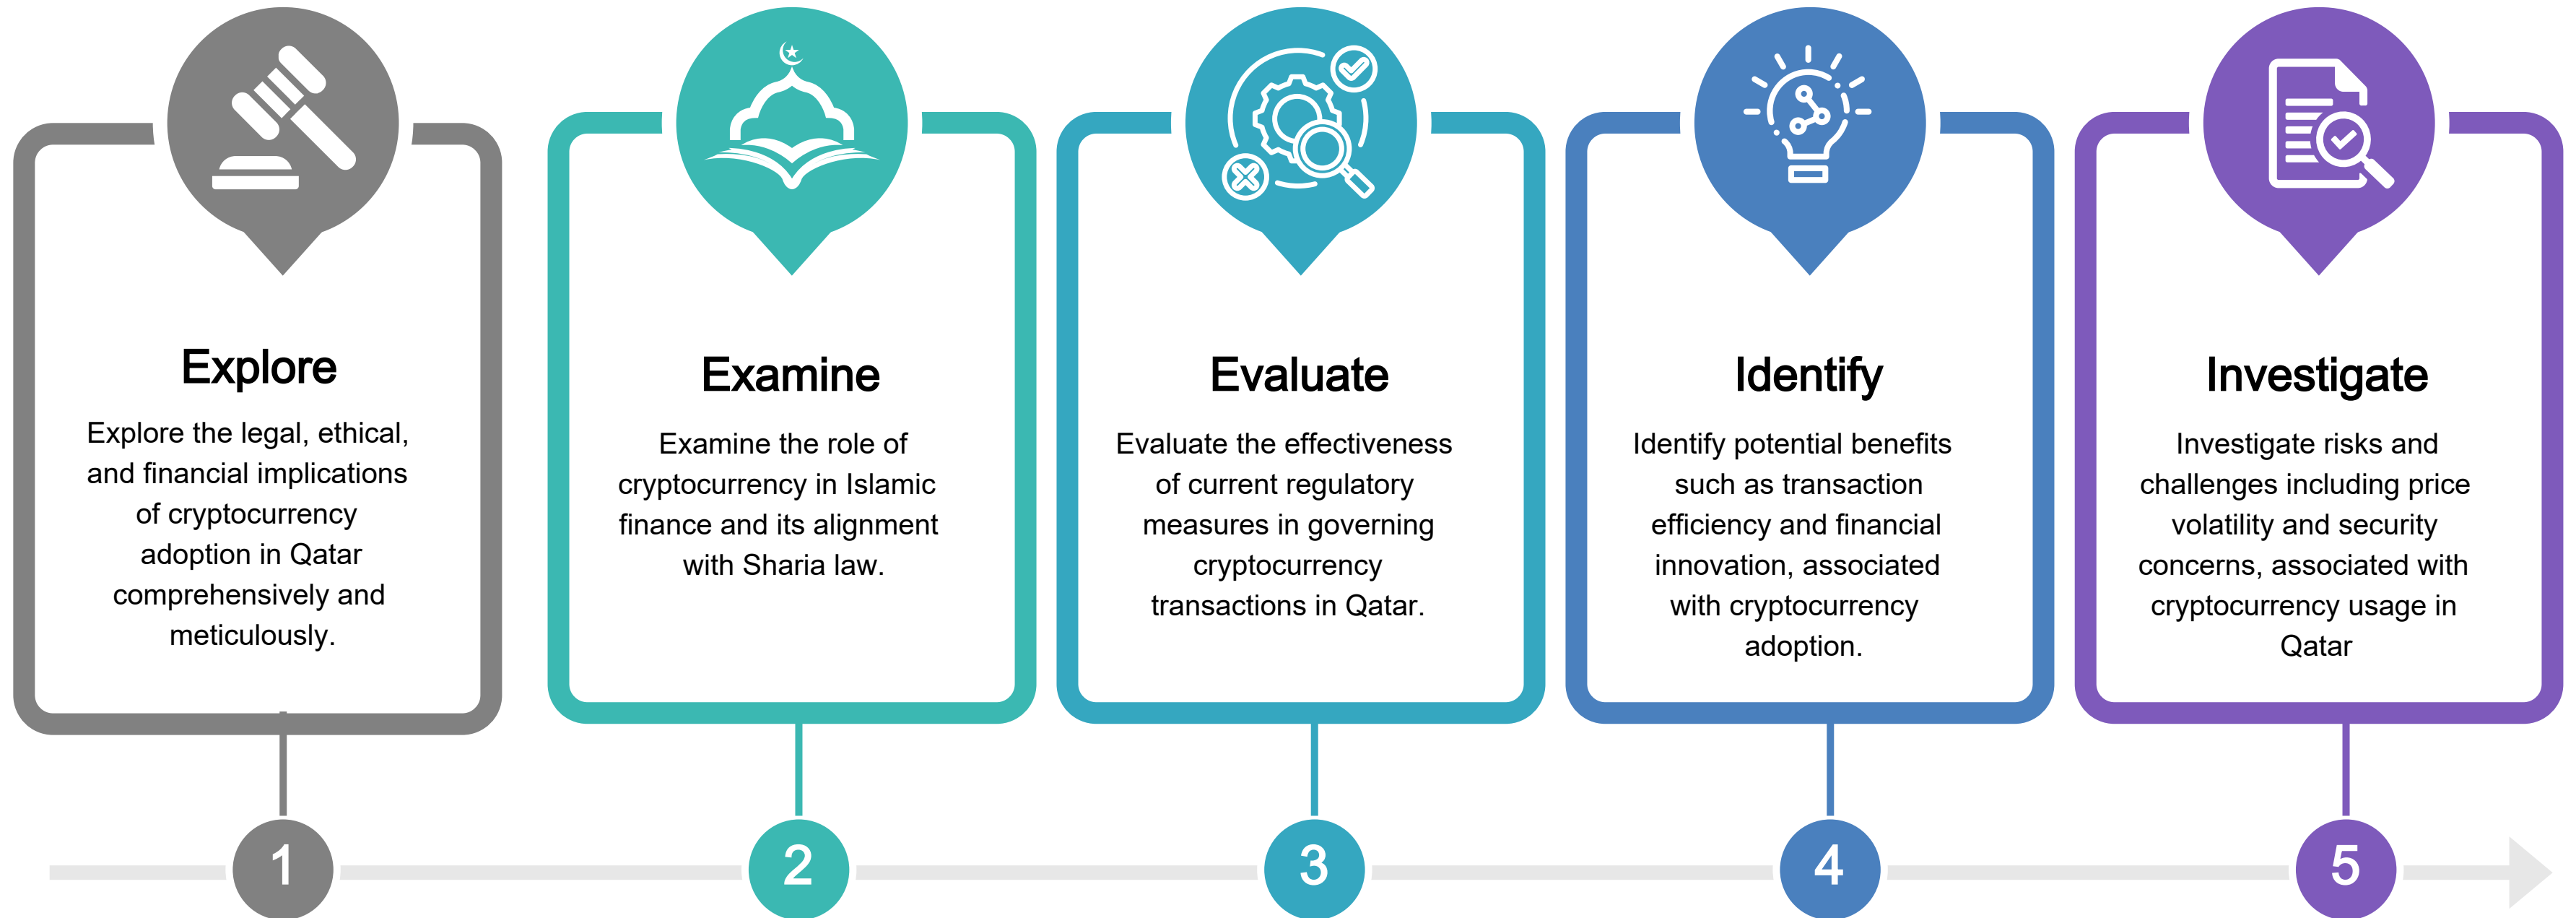 Explore
Explore the legal, ethical,
and financial implications
of cryptocurrency
adoption in Qatar
comprehensively and
meticulously.
Examine
Examine the role of
cryptocurrency in Islamic
finance and its alignment
with Sharia law.
Evaluate
Evaluate the effectiveness
of current regulatory
measures in governing
cryptocurrency
transactions in Qatar.
Identify
Identify potential benefits
such as transaction
efficiency and financial
innovation, associated
with cryptocurrency
adoption.
Investigate
Investigate risks and
challenges including price
volatility and security
concerns, associated with
cryptocurrency usage in
Qatar
1
2
3
4
5